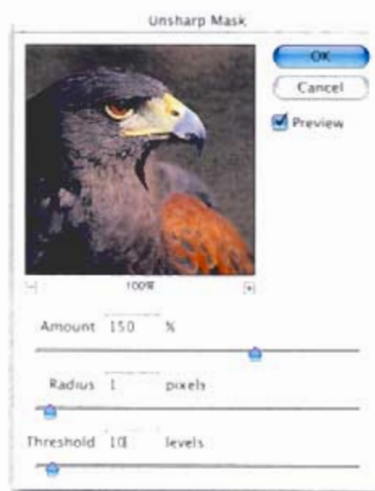 Unsharp Mask
OK
Cancel
Preview
100%
Amount 150 %
Radius 1 pixels
Threshold 10 levels